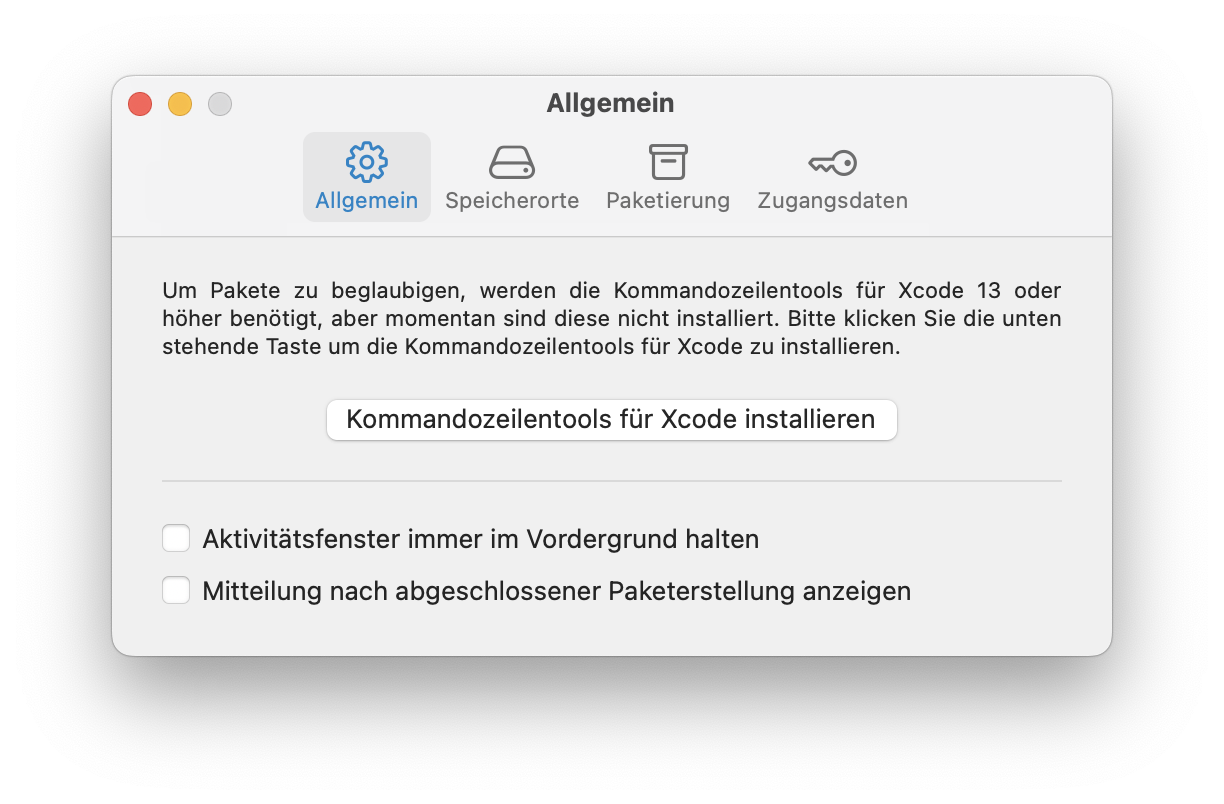 Allgemein
Allgemein
Speicherorte
Paketierung
Zugangsdaten
Um Pakete zu beglaubigen, werden die Kommandozeilentools für Xcode 13 oder
höher benötigt, aber momentan sind diese nicht installiert. Bitte klicken Sie die unten
stehende Taste um die Kommandozeilentools für Xcode zu installieren.
Kommandozeilentools für Xcode installieren
Aktivitätsfenster immer im Vordergrund halten
Mitteilung nach abgeschlossener Paketerstellung anzeigen